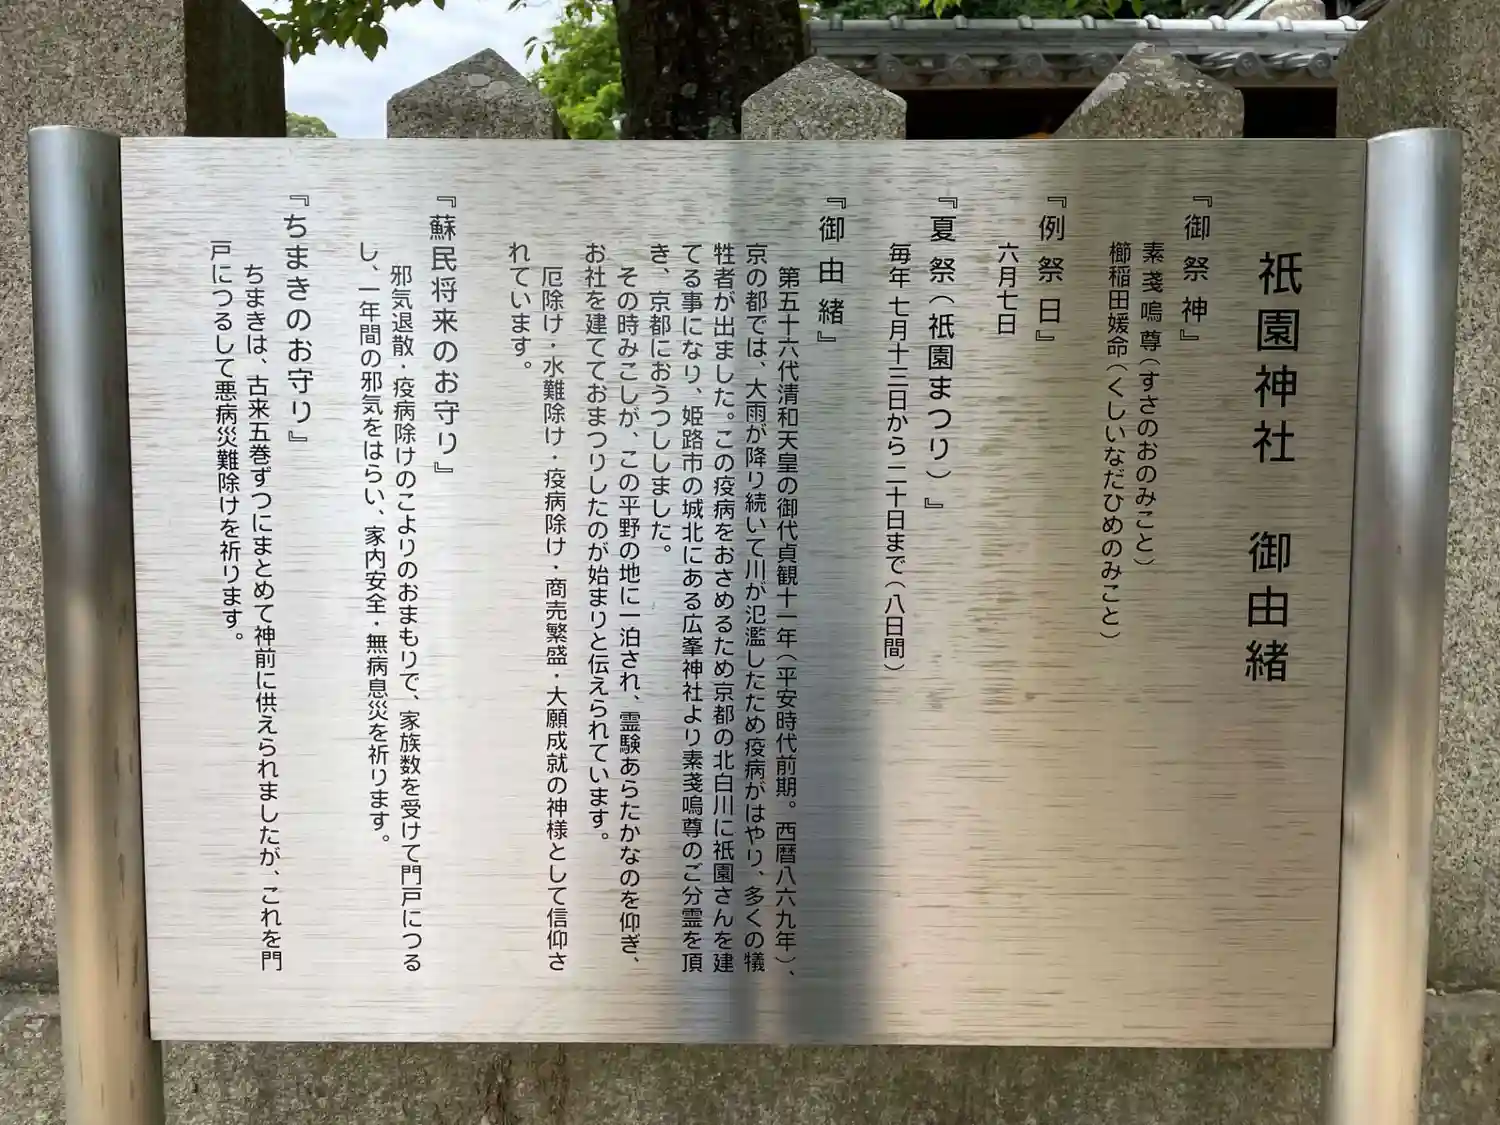 祇園神社　御由緒
『御祭神』
素戔嗚尊（すさのおのみこと）
櫛稲田媛命（くしいなだひめのみこと）
『例祭日』
六月七日
『夏祭（祇園まつり）』
毎年 七月十三日から二十日まで（八日間）
『御由緒』
第五十六代清和天皇の御代貞観十一年（平安時代前期。西暦八六九年）、
京の都では、大雨が降り続いて川が氾濫したため疫病がはやり、多くの犠
牲者が出ました。この疫病をおさめるため京都の北白川に祇園さんを建
てる事になり、姫路市の城北にある広峯神社より素戔嗚尊のご分霊を頂
き、京都におうつししました。
その時みこしが、この平野の地に一泊され、霊験あらたかなのを仰ぎ、
お社を建てておまつりしたのが始まりと伝えられています。
厄除け・水難除け・疫病除け・商売繁盛・大願成就の神様として信仰さ
れています。
『蘇民将来のお守り』
邪気退散・疫病除けのこよりのおまもりで、家族数を受けて門戸につる
し、一年間の邪気をはらい、家内安全・無病息災を祈ります。
『ちまきのお守り』
ちまきは、古来五巻ずつにまとめて神前に供えられましたが、これを門
戸につるして悪病災難除けを祈ります。